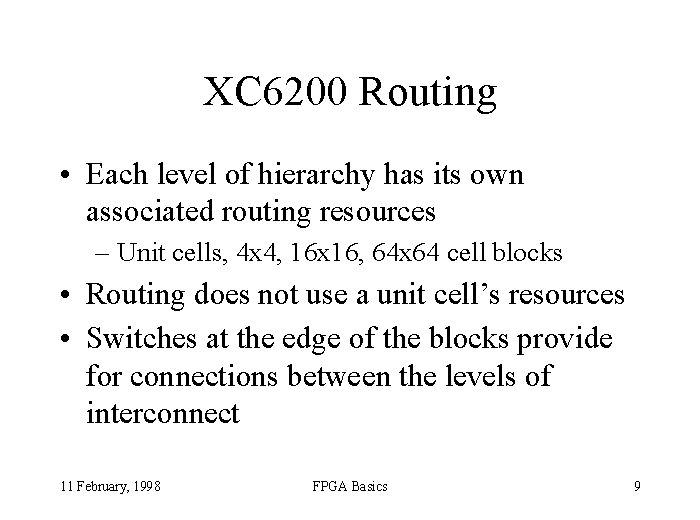 XC6200 Routing
• Each level of hierarchy has its own
associated routing resources
– Unit cells, 4x4, 16x16, 64x64 cell blocks
• Routing does not use a unit cell’s resources
• Switches at the edge of the blocks provide
for connections between the levels of
interconnect
11 February, 1998 FPGA Basics 9